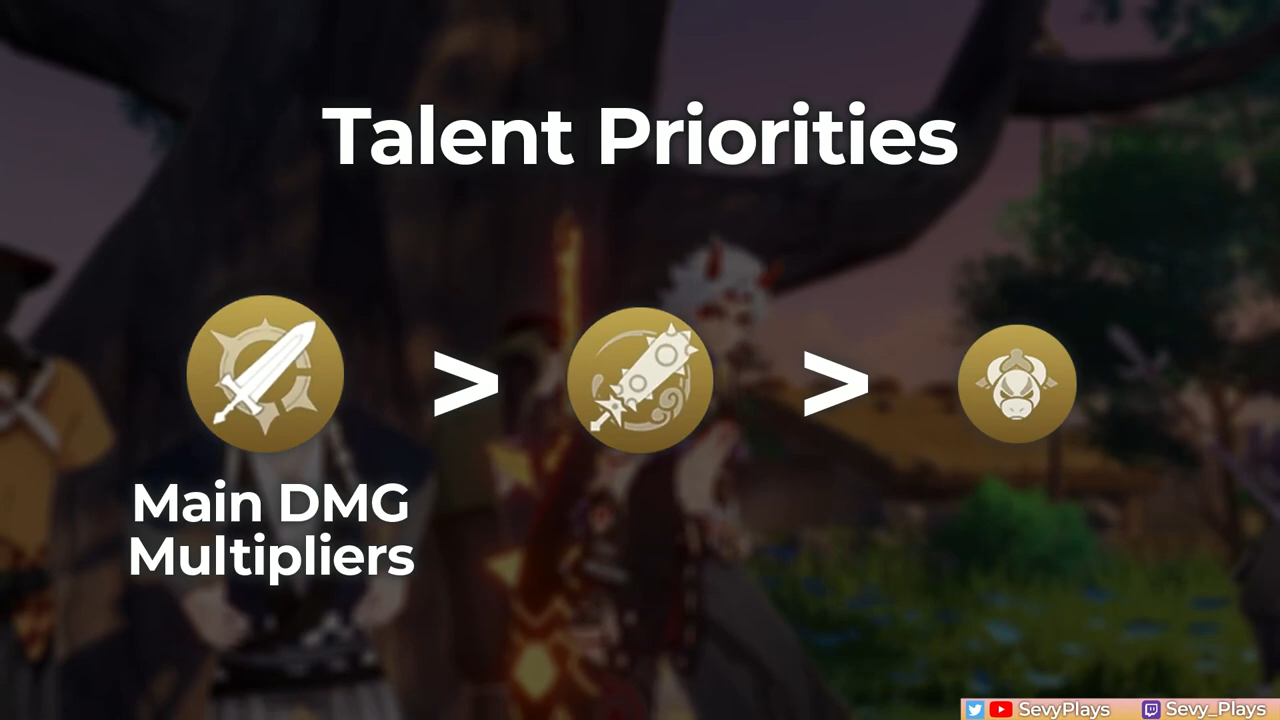 Talent Priorities
> >
Main DMG
Multipliers
SevyPlays Sevy_Plays